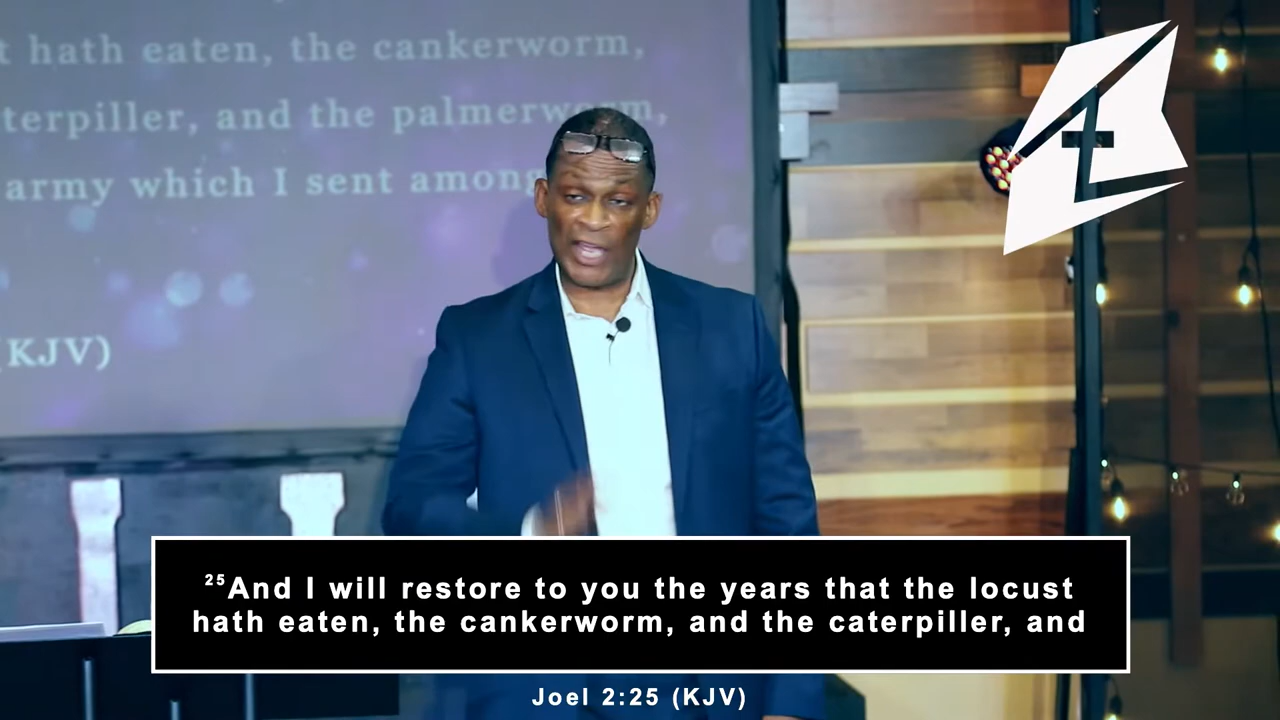 t hath eaten, the cankerworm,
terpiller, and the palmerworm,
army which I sent among
(KJV)
25And I will restore to you the years that the locust
hath eaten, the cankerworm, and the caterpiller, and
Joel 2:25 (KJV)